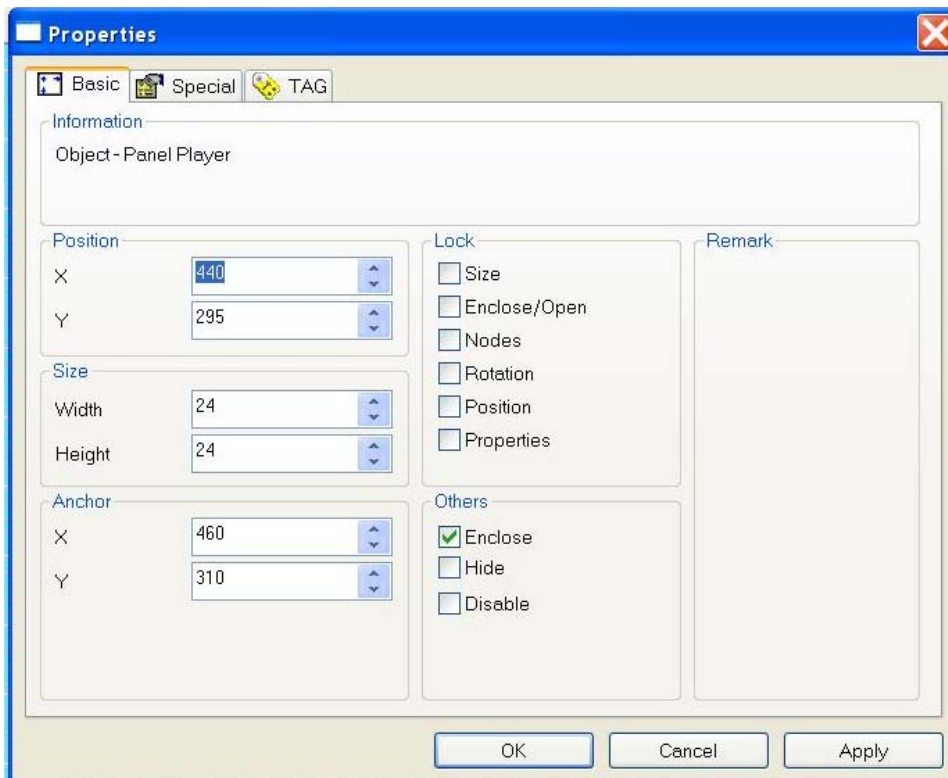 Properties
Basic Special TAG
Information
Object - Panel Player
Position
X 440
Y 295
Size
Width 24
Height 24
Anchor
X 460
Y 310
Lock
Size
Enclose/Open
Nodes
Rotation
Position
Properties
Others
Enclose
Hide
Disable
Remark
OK Cancel Apply